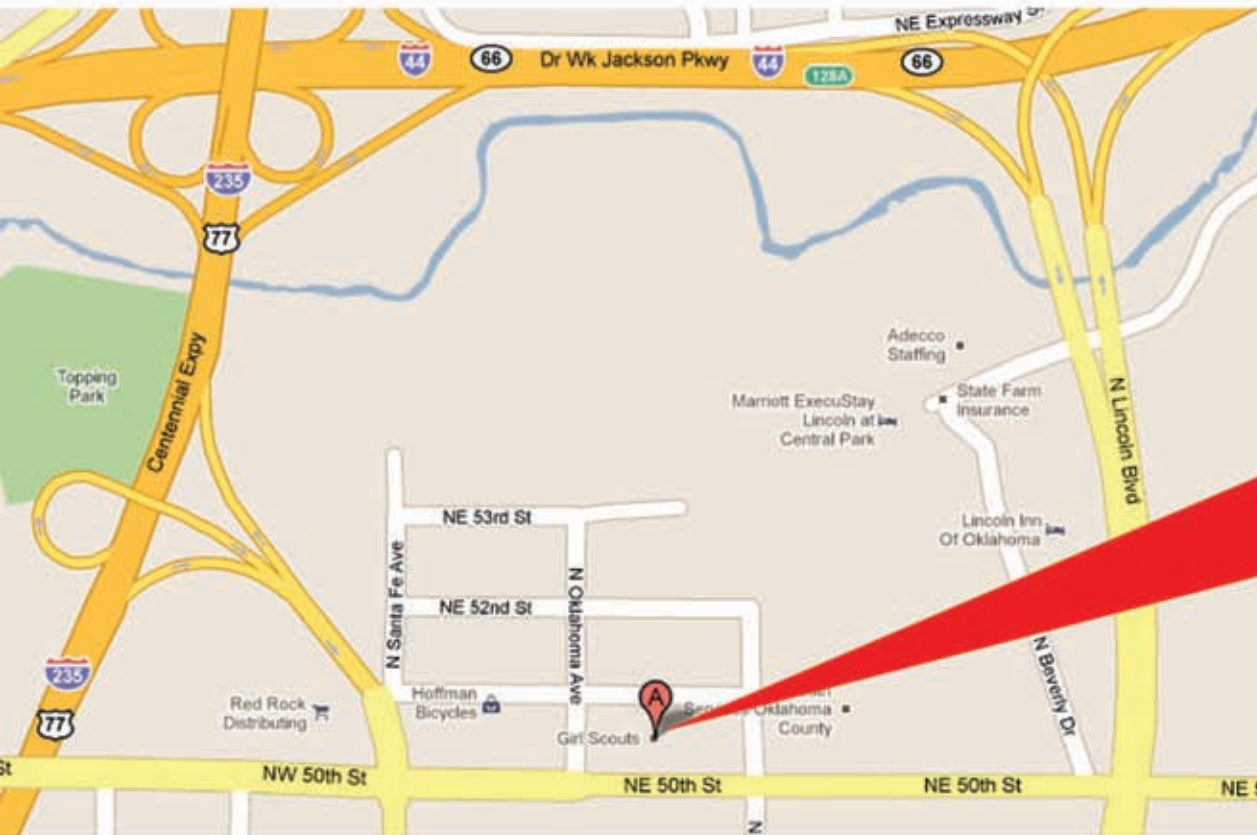 NE Expressway S
44
66
Dr Wk Jackson Pkwy
44
128A
66
235
77
Topping
Park
Centennial Expy
Adecco
Staffing
State Farm
Insurance
Marriott ExecuStay
Lincoln at
Central Park
N Lincoln Blvd
Lincoln Inn
Of Oklahoma
NE 53rd St
N Santa Fe Ave
N Oklahoma Ave
NE 52nd St
N Beverly Dr
235
77
Red Rock
Distributing
Hoffman
Bicycles
A
Girl Scouts
Oklahoma
County
St
NW 50th St
NE 50th St
NE 50th St
NE
N